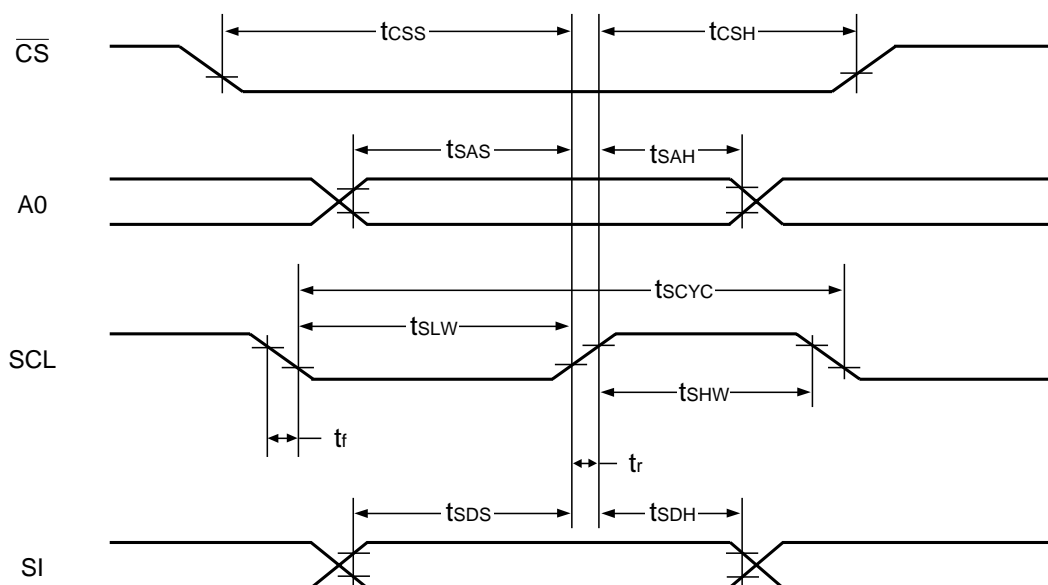 tCSS tCSH
CS
tSAS tSAH
A0
tSCYC
tSLW
SCL
tSHW
tf
tr
tSDS tSDH
SI